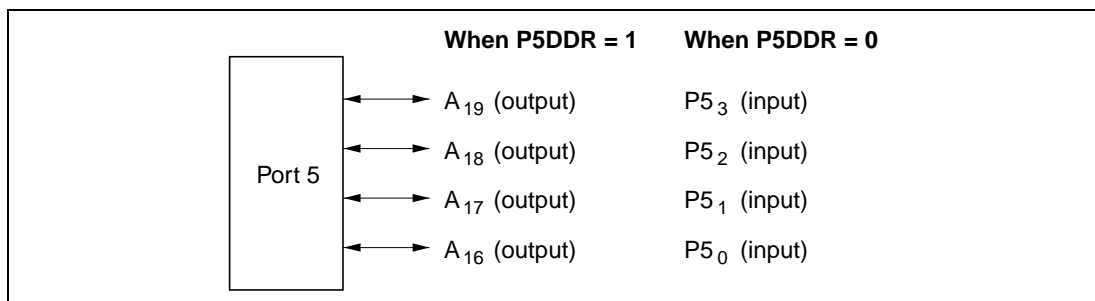 When P5DDR = 1 When P5DDR = 0
A19 (output) P53 (input)
A18 (output) P52 (input)
Port 5
A17 (output) P51 (input)
A16 (output) P50 (input)